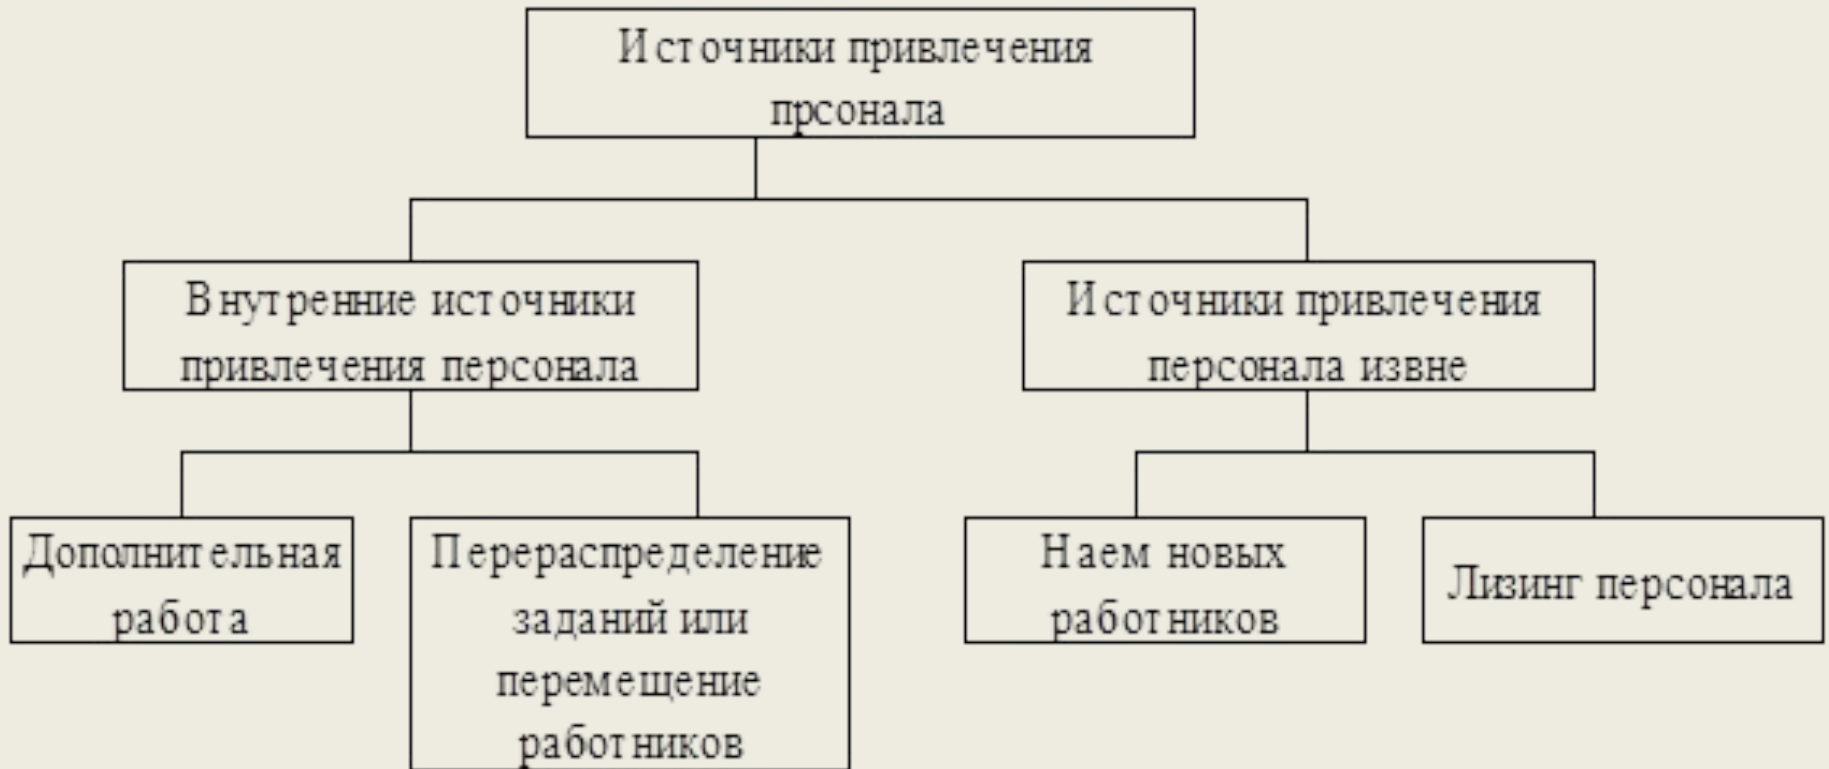 Источники привлечения
прсонала
Внутренние источники
привлечения персонала
Источники привлечения
персонала извне
Дополнительная
работа
Перераспределение
заданий или
перемещение
работников
Наем новых
работников
Лизинг персонала